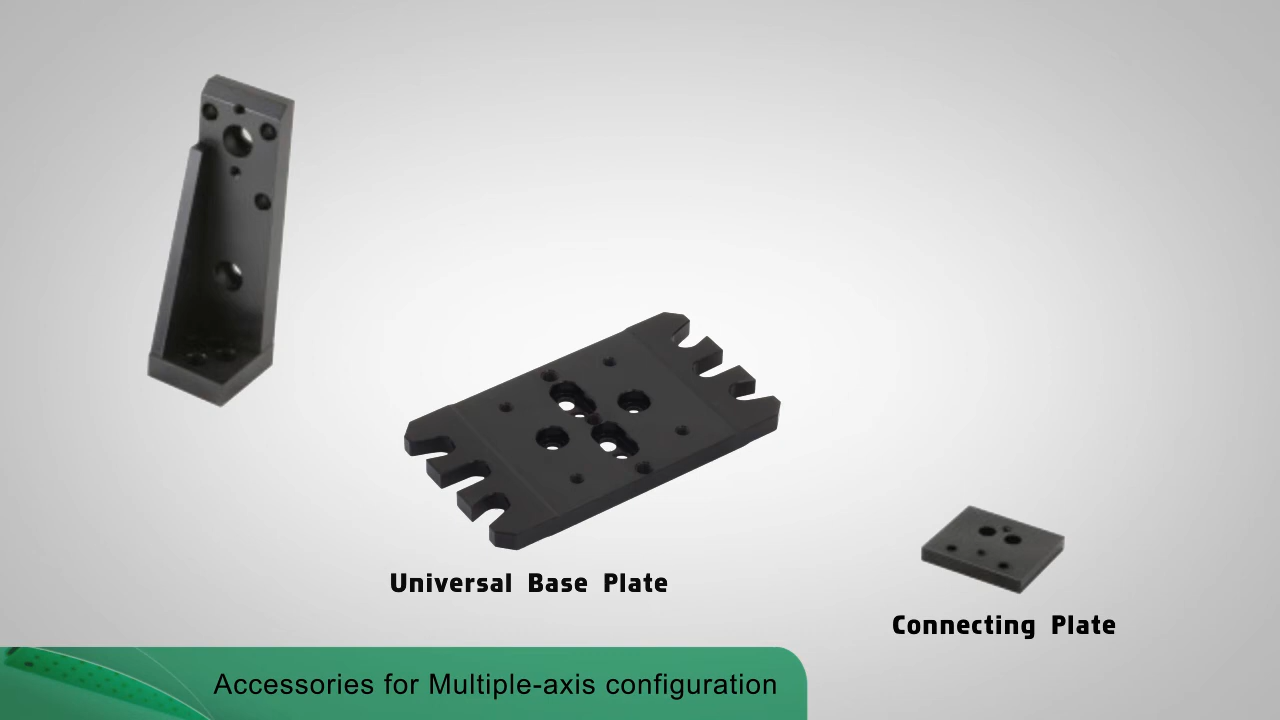 Universal Base Plate
Connecting Plate
Accessories for Multiple-axis configuration